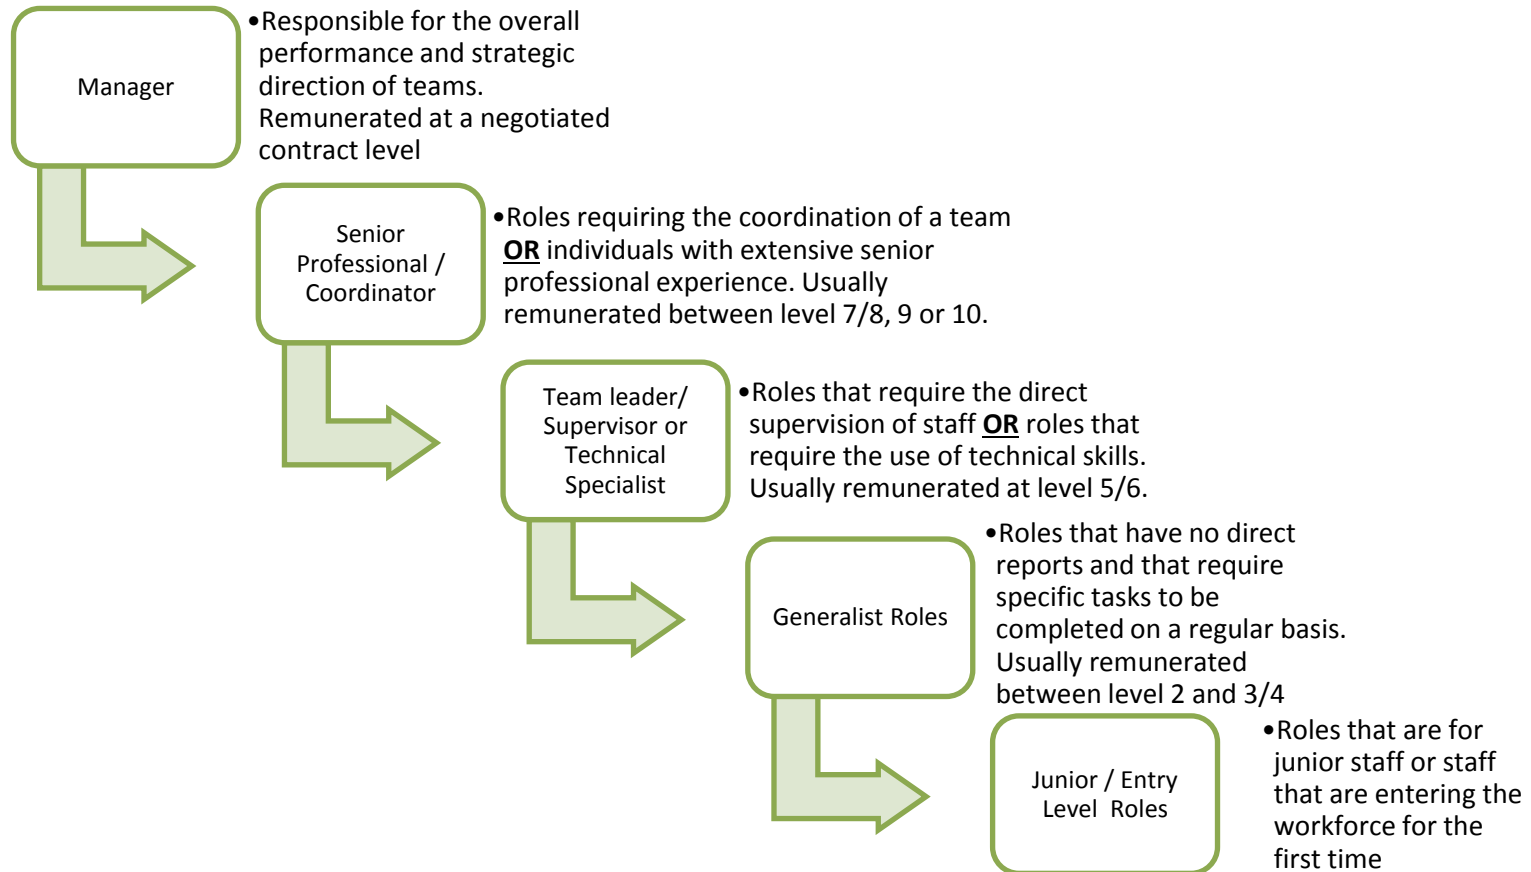 Manager
•Responsible for the overall
performance and strategic
direction of teams.
Remunerated at a negotiated
contract level
Senior
Professional /
Coordinator
•Roles requiring the coordination of a team
OR individuals with extensive senior
professional experience. Usually
remunerated between level 7/8, 9 or 10.
Team leader/
Supervisor or
Technical
Specialist
•Roles that require the direct
supervision of staff OR roles that
require the use of technical skills.
Usually remunerated at level 5/6.
Generalist Roles
•Roles that have no direct
reports and that require
specific tasks to be
completed on a regular basis.
Usually remunerated
between level 2 and 3/4
Junior / Entry
Level Roles
•Roles that are for
junior staff or staff
that are entering the
workforce for the
first time